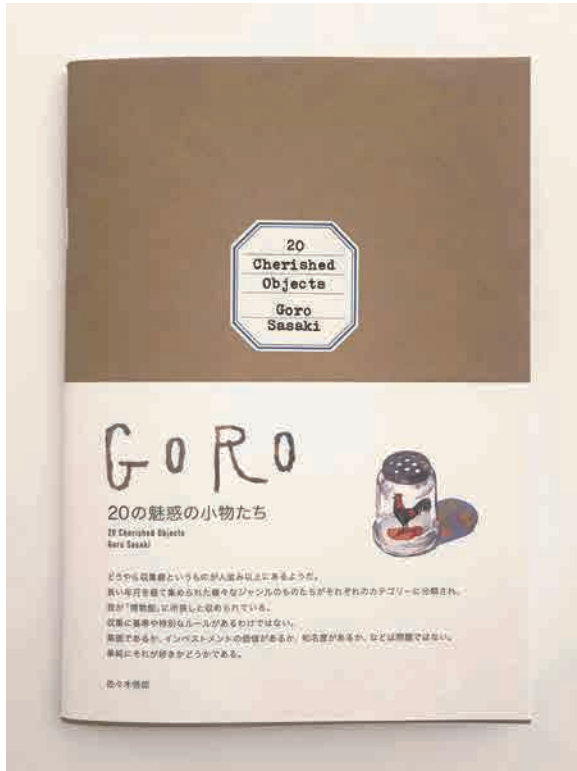 20
Cherished
Objects
Goro
Sasaki
GORO
20の魅惑の小物たち
20 Cherished Objects
Goro Sasaki
どうやら収集癖というものが人並み以上にあるようだ。
長い年月を経て集められた様々なジャンルのものたちがそれぞれのカテゴリーに分類され、
我が「博物館」に所狭しと収められている。
収集に基準や特別なルールがあるわけではない。
高価であるか、インベストメントの価値があるか、知名度があるか、などは問題ではない。
単純にそれが好きかどうかである。
佐々木悟郎